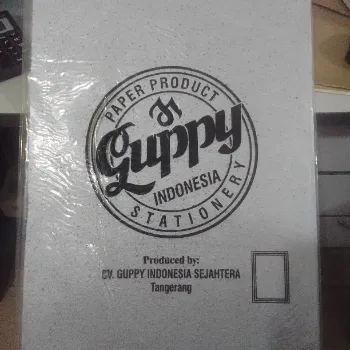 PAPER PRODUCT
Guppy
INDONESIA
STATIONERY
Produced by:
CV. GUPPY INDONESIA SEJAHTERA
Tangerang